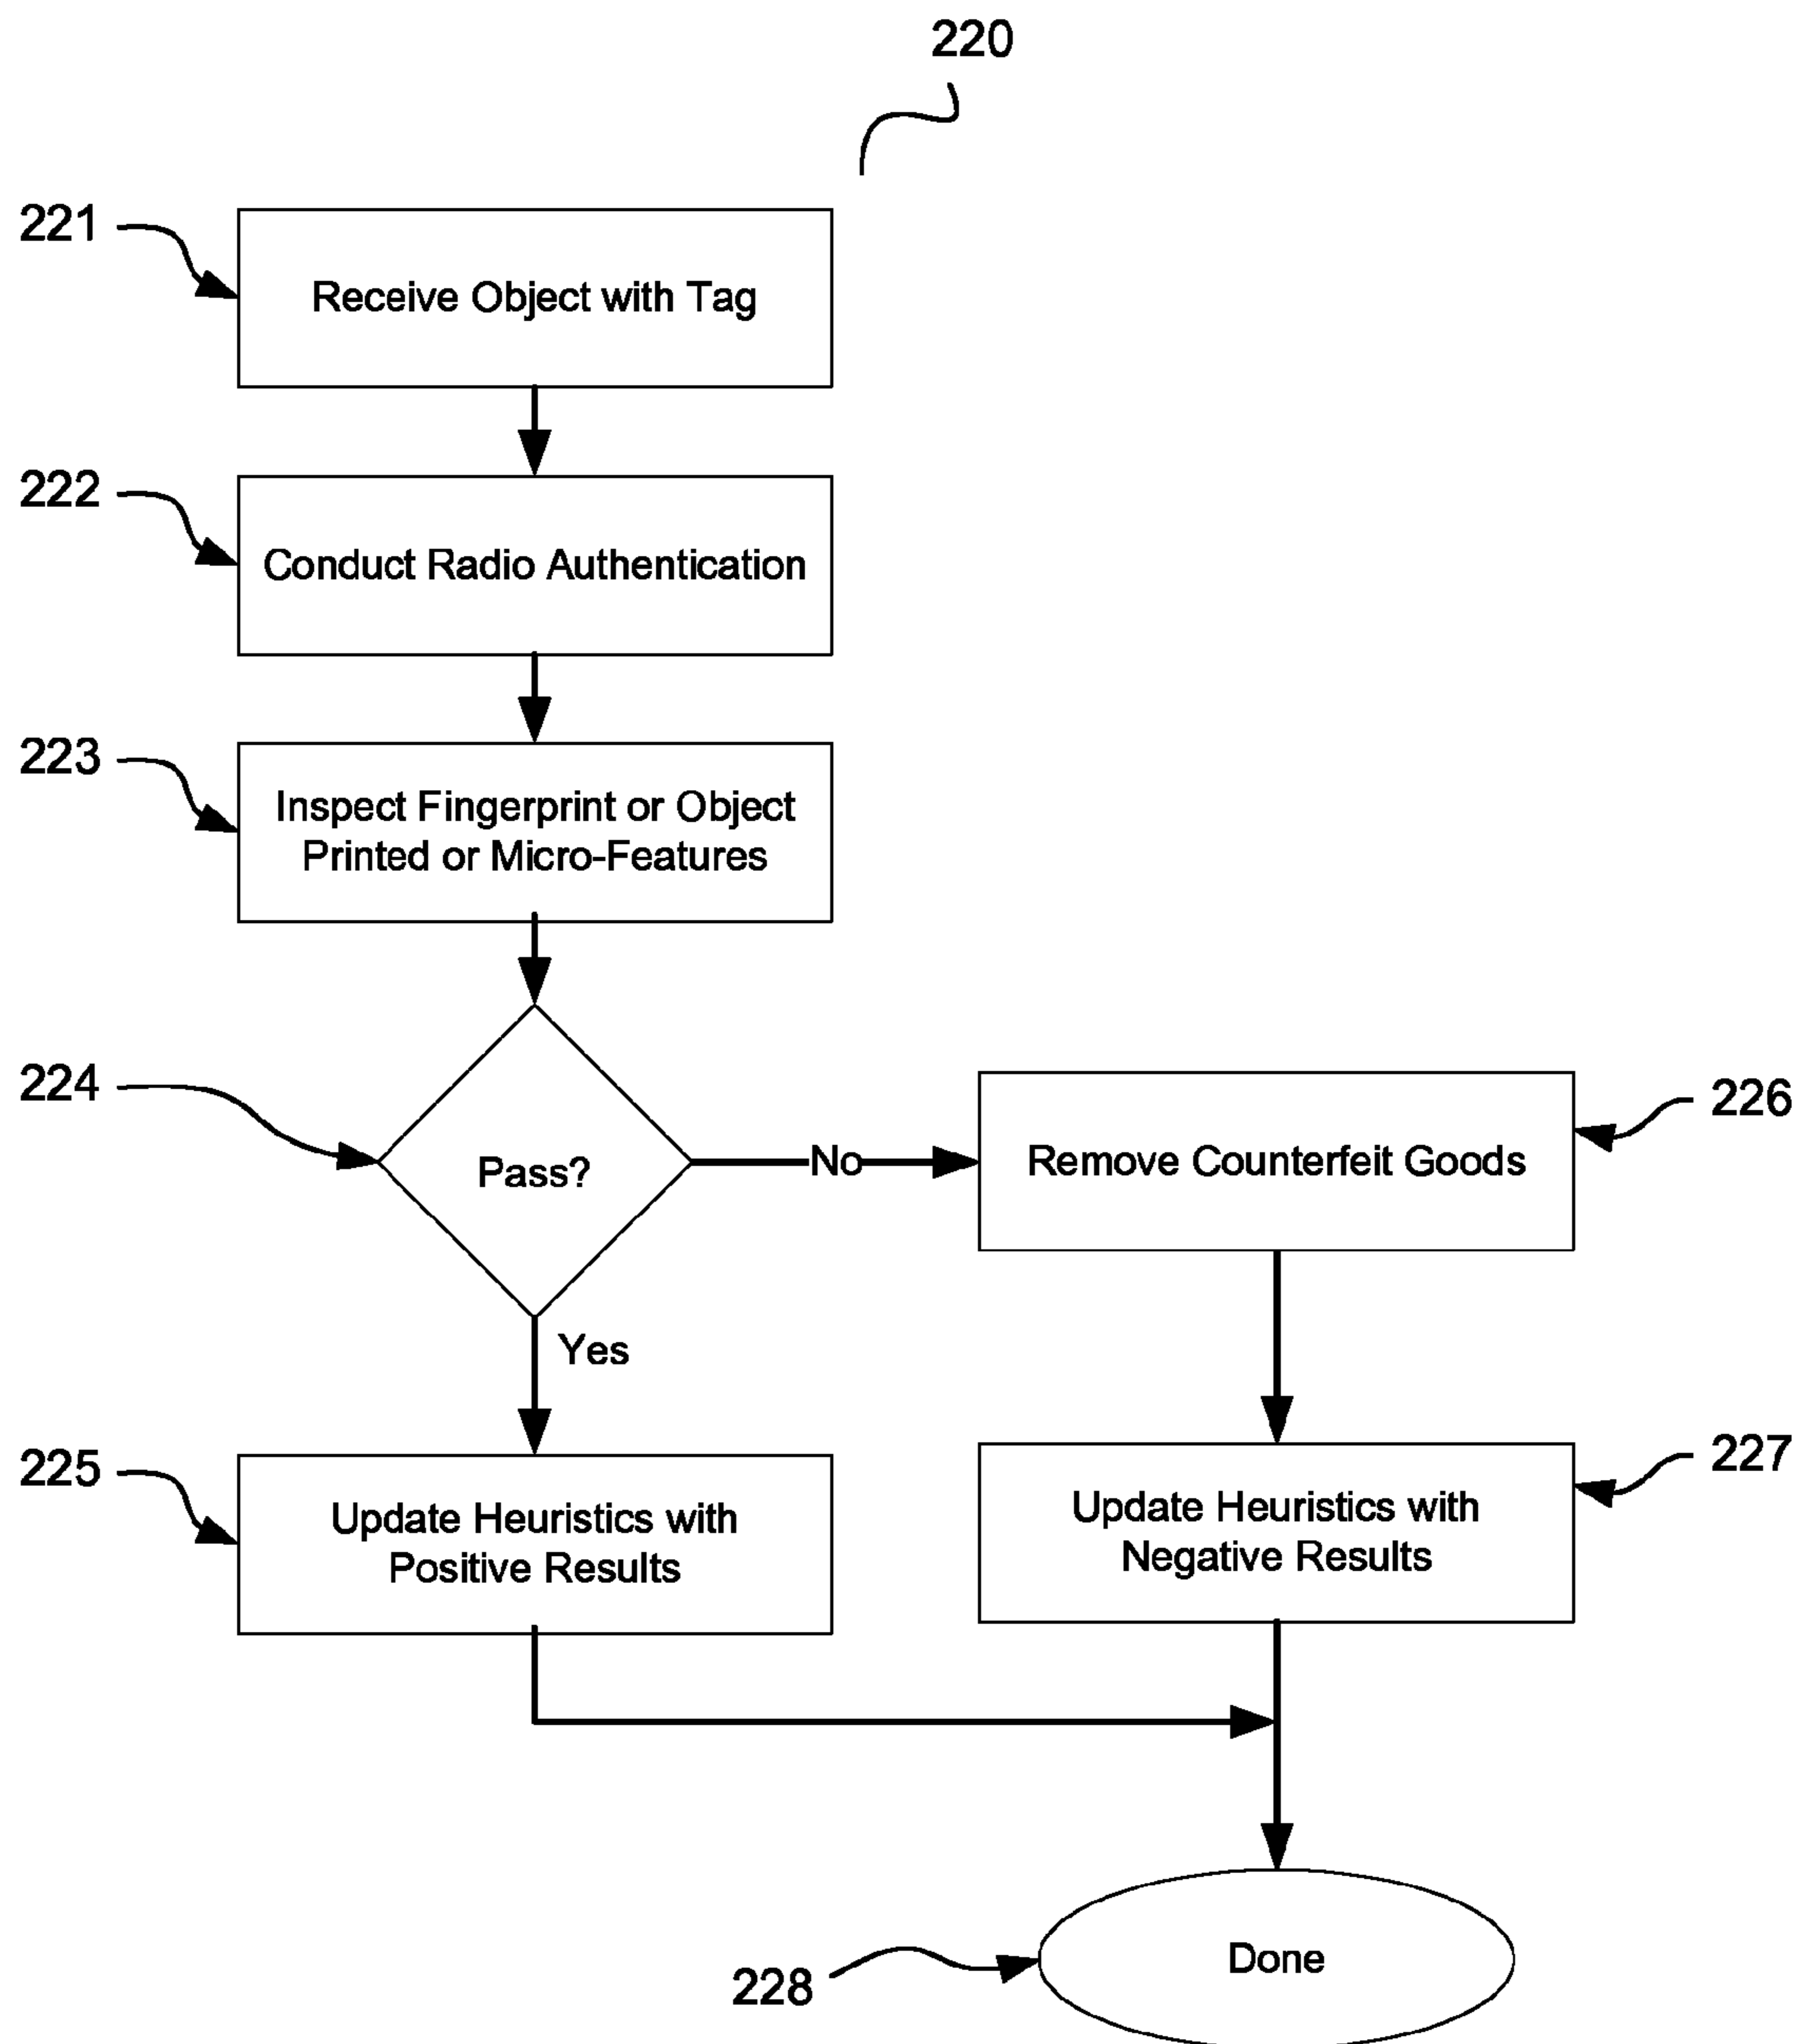 220
221
Receive Object with Tag
222
Conduct Radio Authentication
223
Inspect Fingerprint or Object
Printed or Micro-Features
224
Pass?
No
226
Remove Counterfeit Goods
Yes
225
Update Heuristics with
Positive Results
227
Update Heuristics with
Negative Results
228
Done